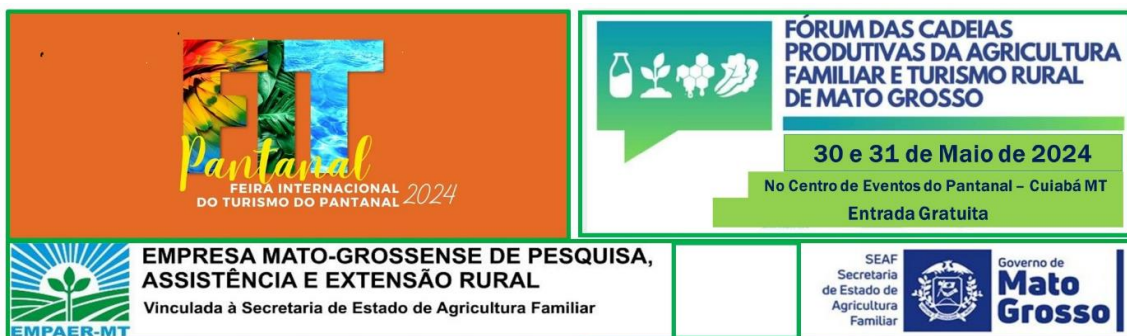 FIT
Pantanal
FEIRA INTERNACIONAL
DO TURISMO DO PANTANAL 2024
FÓRUM DAS CADEIAS
PRODUTIVAS DA AGRICULTURA
FAMILIAR E TURISMO RURAL
DE MATO GROSSO
30 e 31 de Maio de 2024
No Centro de Eventos do Pantanal – Cuiabá MT
Entrada Gratuita
EMPAER-MT
EMPRESA MATO-GROSSENSE DE PESQUISA,
ASSISTÊNCIA E EXTENSÃO RURAL
Vinculada à Secretaria de Estado de Agricultura Familiar
SEAF
Secretaria
de Estado de
Agricultura
Familiar
Governo de
Mato
Grosso